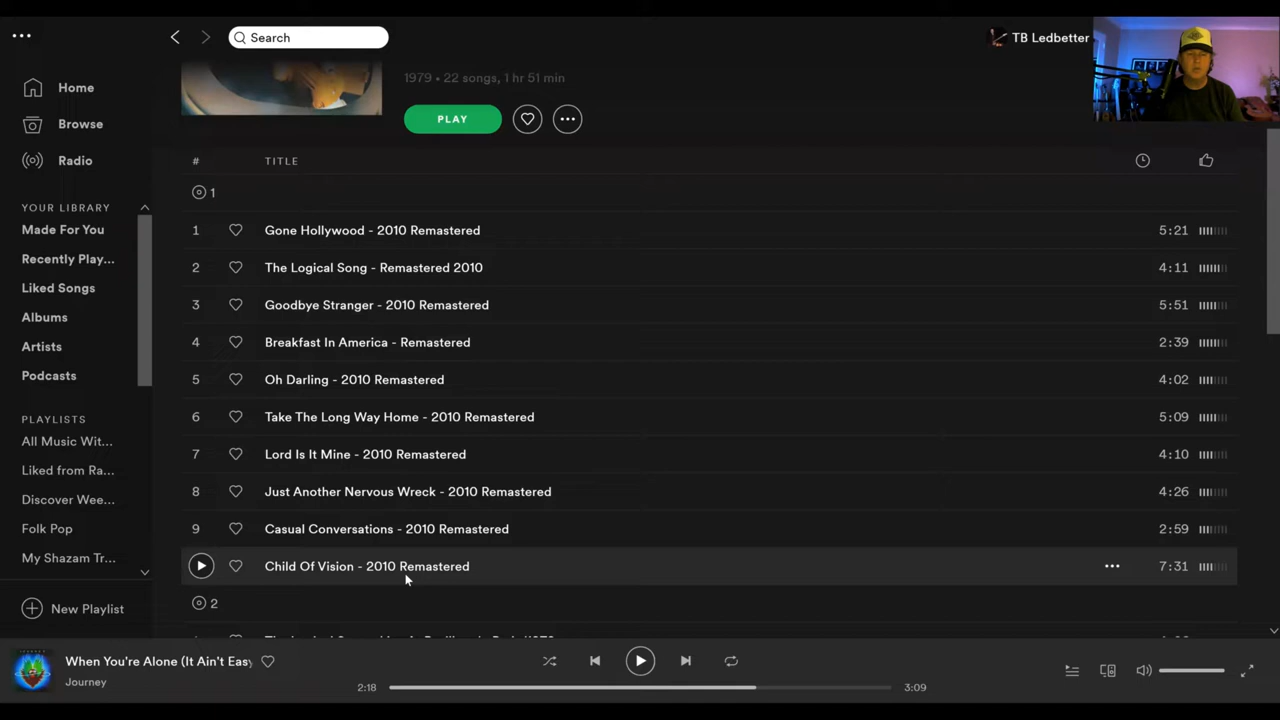 Search
TB Ledbetter
Home
Browse
Radio
YOUR LIBRARY
Made For You
Recently Play...
Liked Songs
Albums
Artists
Podcasts
PLAYLISTS
All Music Wit...
Liked from Ra...
Discover Wee...
Folk Pop
My Shazam Tr...
New Playlist
1979 • 22 songs, 1 hr 51 min
PLAY
# TITLE
1
1 Gone Hollywood - 2010 Remastered 5:21
2 The Logical Song - Remastered 2010 4:11
3 Goodbye Stranger - 2010 Remastered 5:51
4 Breakfast In America - Remastered 2:39
5 Oh Darling - 2010 Remastered 4:02
6 Take The Long Way Home - 2010 Remastered 5:09
7 Lord Is It Mine - 2010 Remastered 4:10
8 Just Another Nervous Wreck - 2010 Remastered 4:26
9 Casual Conversations - 2010 Remastered 2:59
Child Of Vision - 2010 Remastered 7:31
2
When You're Alone (It Ain't Easy
Journey
2:18
3:09